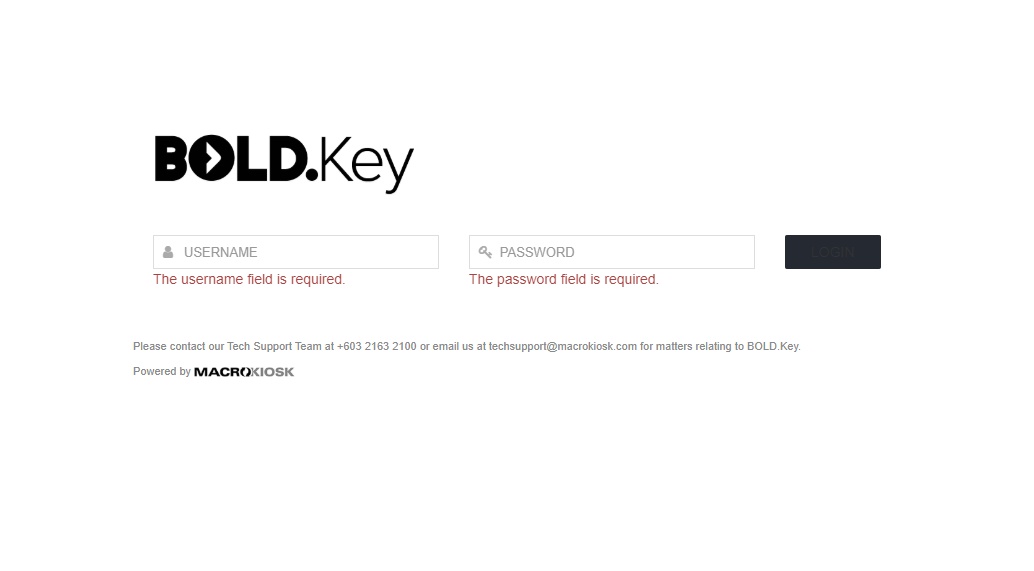 BOLD.Key
USERNAME
PASSWORD
LOGIN
The username field is required.
The password field is required.
Please contact our Tech Support Team at +603 2163 2100 or email us at techsupport@macrokiosk.com for matters relating to BOLD.Key.
Powered by MACROKIOSK